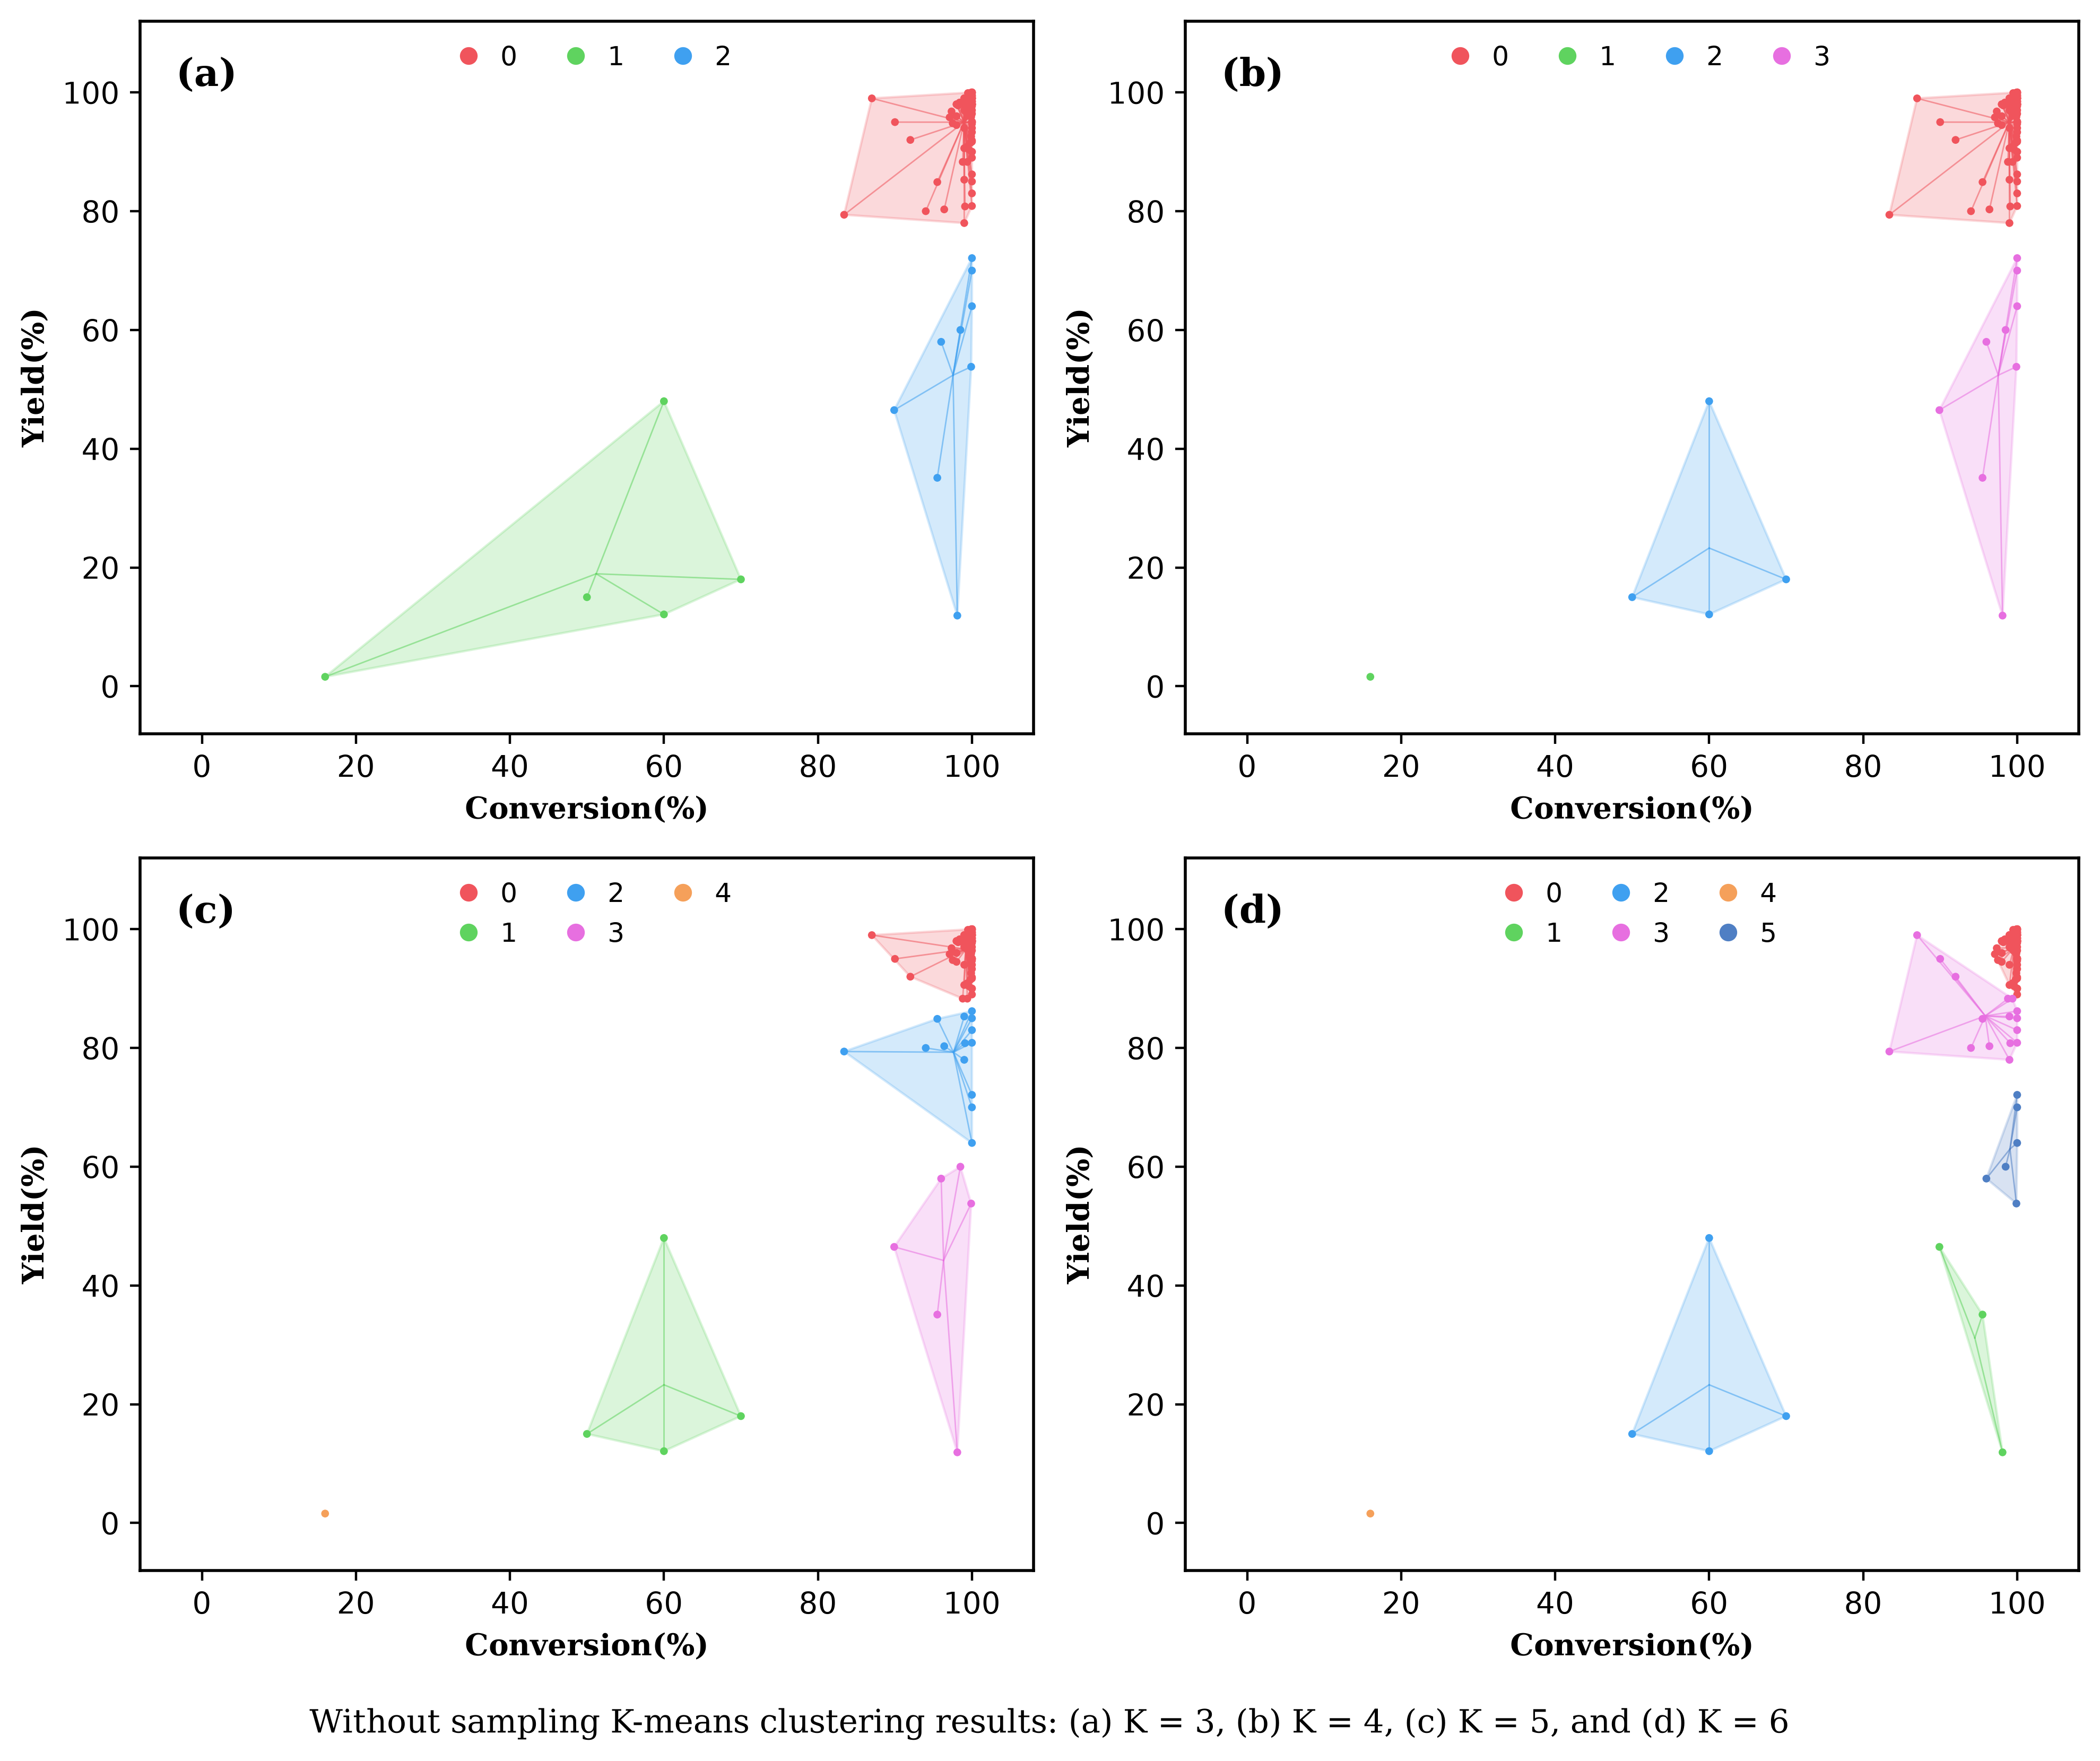 (a)
0 1 2
100
80
60
40
20
0
Yield(%)
0 20 40 60 80 100
Conversion(%)
(b)
0 1 2 3
100
80
60
40
20
0
Yield(%)
0 20 40 60 80 100
Conversion(%)
(c)
0 2 4
1 3
100
80
60
40
20
0
Yield(%)
0 20 40 60 80 100
Conversion(%)
(d)
0 2 4
1 3 5
100
80
60
40
20
0
Yield(%)
0 20 40 60 80 100
Conversion(%)
Without sampling K-means clustering results: (a) K = 3, (b) K = 4, (c) K = 5, and (d) K = 6